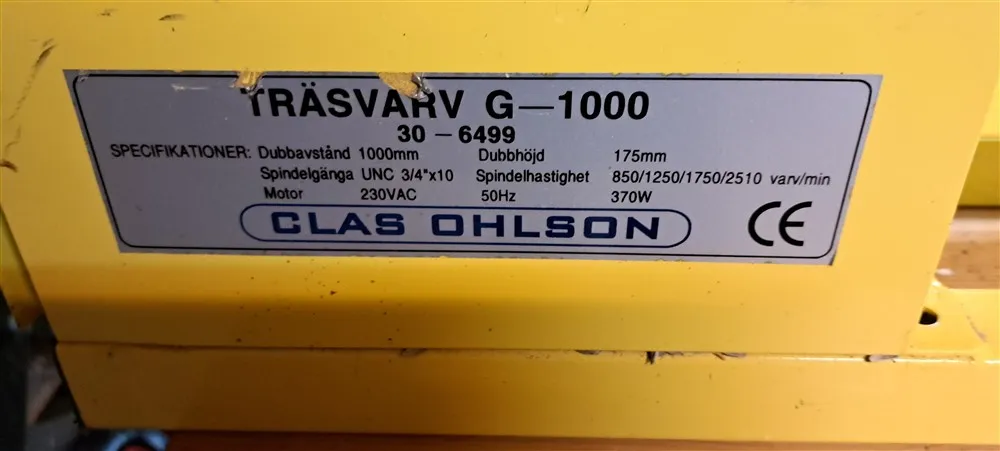 TRÄSVARV G—1000
30 – 6499
SPECIFIKATIONER: Dubbavstånd 1000mm Dubbhöjd 175mm
Spindelgänga UNC 3/4"x10 Spindelhastighet 850/1250/1750/2510 varv/min
Motor 230VAC 50Hz 370W
CLAS OHLSON CE